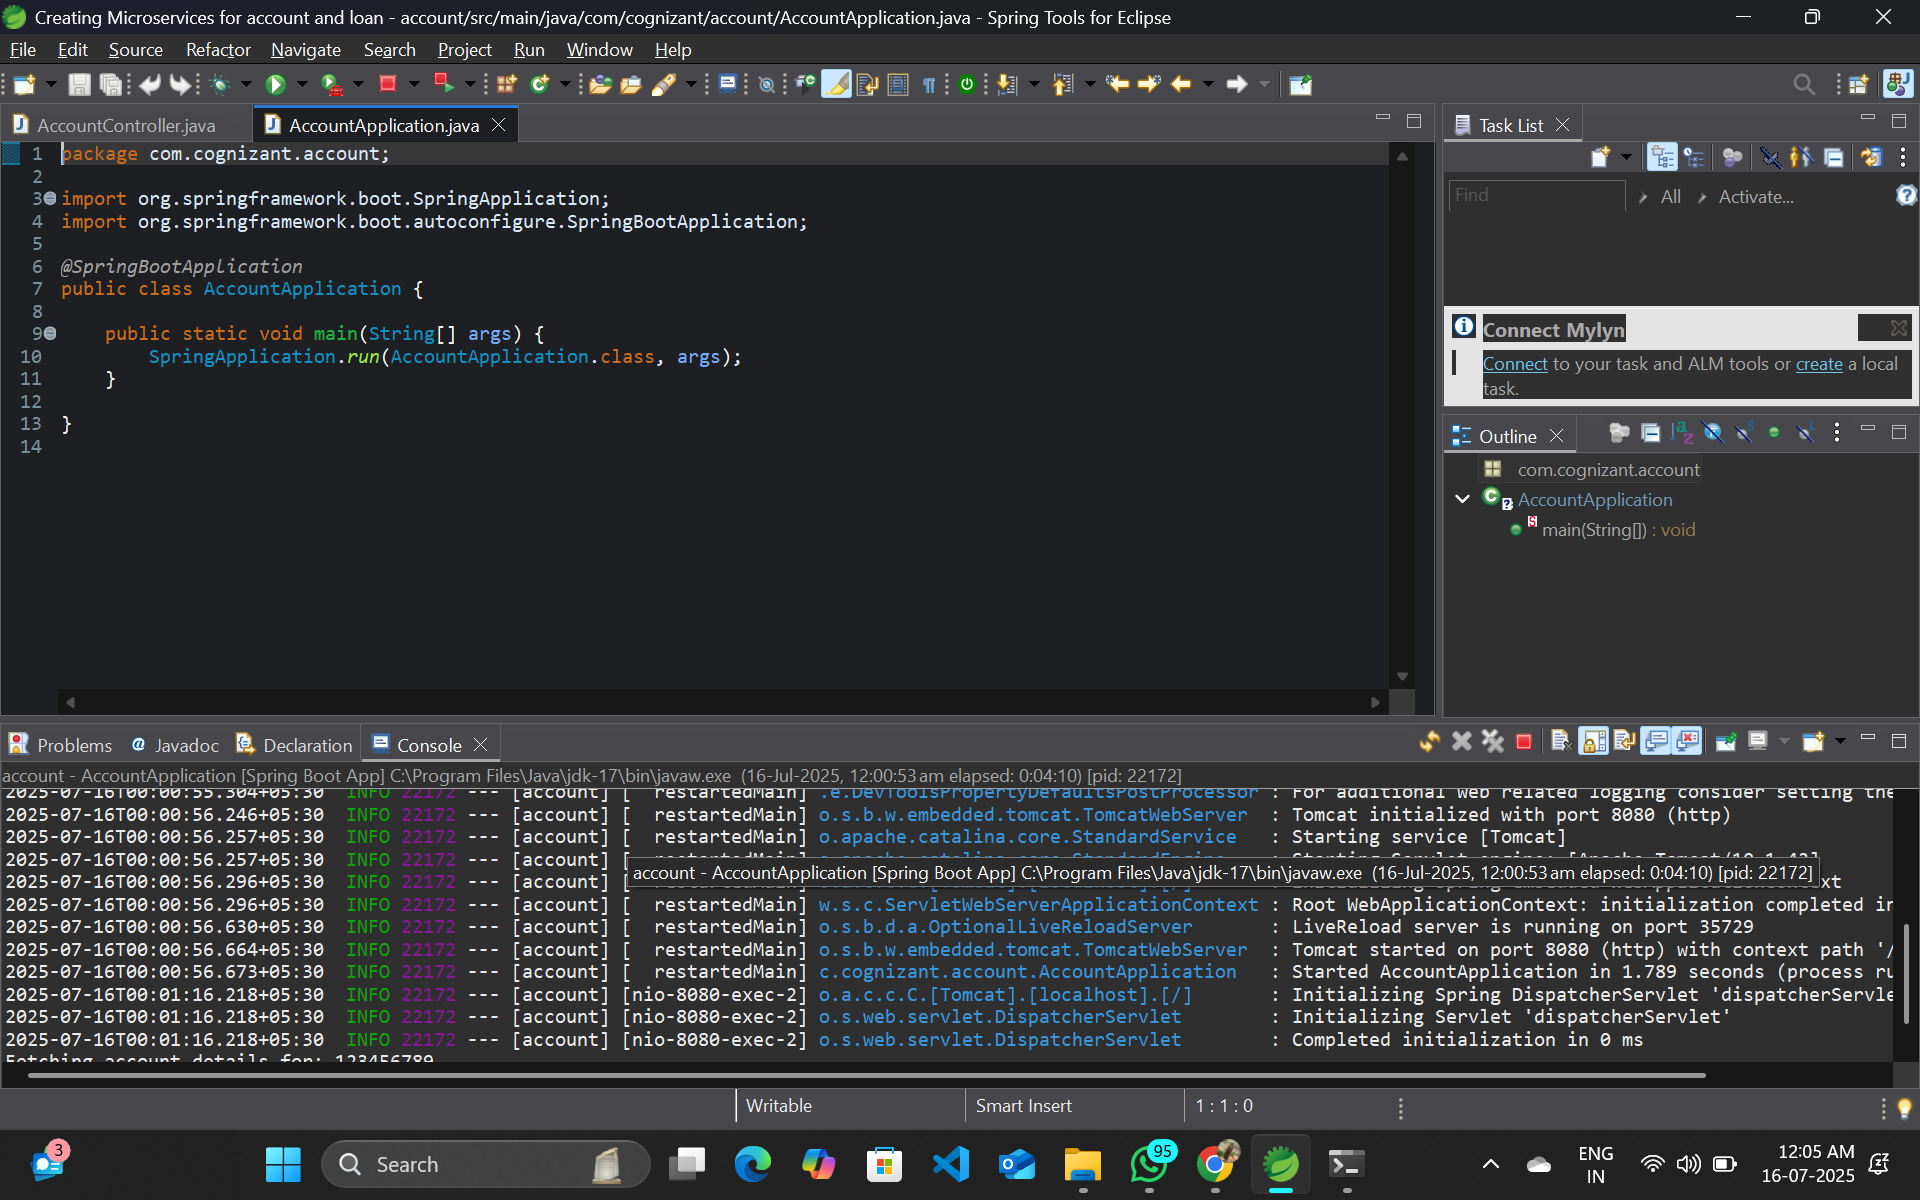 Creating Microservices for account and loan - account/src/main/java/com/cognizant/account/AccountApplication.java - Spring Tools for Eclipse
File Edit Source Refactor Navigate Search Project Run Window Help
AccountController.java
AccountApplication.java
1 package com.cognizant.account;
2
3 import org.springframework.boot.SpringApplication;
4 import org.springframework.boot.autoconfigure.SpringBootApplication;
5
6 @SpringBootApplication
7 public class AccountApplication {
8
9 public static void main(String[] args) {
10 SpringApplication.run(AccountApplication.class, args);
11 }
12
13 }
14
Task List
Find
All
Activate...
Connect Mylyn
Connect to your task and ALM tools or create a local
task.
Outline
com.cognizant.account
AccountApplication
main(String[]) : void
Problems Javadoc Declaration Console
account - AccountApplication [Spring Boot App] C:\Program Files\Java\jdk-17\bin\javaw.exe (16-Jul-2025, 12:00:53 am elapsed: 0:04:10) [pid: 22172]
2025-07-16T00:00:55.304+05:30 INFO 22172 --- [account] [ restartedMain] .e.DevToolsPropertyDefaultsPostProcessor : For additional web related logging consider setting the
2025-07-16T00:00:56.246+05:30 INFO 22172 --- [account] [ restartedMain] o.s.b.w.embedded.tomcat.TomcatWebServer : Tomcat initialized with port 8080 (http)
2025-07-16T00:00:56.257+05:30 INFO 22172 --- [account] [ restartedMain] o.apache.catalina.core.StandardService : Starting service [Tomcat]
2025-07-16T00:00:56.257+05:30 INFO 22172 --- [account] [
2025-07-16T00:00:56.296+05:30 INFO 22172 --- [account]
account - AccountApplication [Spring Boot App] C:\Program Files\Java\jdk-17\bin\javaw.exe (16-Jul-2025, 12:00:53 am elapsed: 0:04:10) [pid: 22172]
2025-07-16T00:00:56.296+05:30 INFO 22172 --- [account] [ restartedMain] w.s.c.ServletWebServerApplicationContext : Root WebApplicationContext: initialization completed in
2025-07-16T00:00:56.630+05:30 INFO 22172 --- [account] [ restartedMain] o.s.b.d.a.OptionalLiveReloadServer : LiveReload server is running on port 35729
2025-07-16T00:00:56.664+05:30 INFO 22172 --- [account] [ restartedMain] o.s.b.w.embedded.tomcat.TomcatWebServer : Tomcat started on port 8080 (http) with context path '/
2025-07-16T00:00:56.673+05:30 INFO 22172 --- [account] [ restartedMain] c.cognizant.account.AccountApplication : Started AccountApplication in 1.789 seconds (process ru
2025-07-16T00:01:16.218+05:30 INFO 22172 --- [account] [nio-8080-exec-2] o.a.c.c.C.[Tomcat].[localhost].[/] : Initializing Spring DispatcherServlet 'dispatcherServle
2025-07-16T00:01:16.218+05:30 INFO 22172 --- [account] [nio-8080-exec-2] o.s.web.servlet.DispatcherServlet : Initializing Servlet 'dispatcherServlet'
2025-07-16T00:01:16.218+05:30 INFO 22172 --- [account] [nio-8080-exec-2] o.s.web.servlet.DispatcherServlet : Completed initialization in 0 ms
Fetching account details for: 123456789
Writable
Smart Insert
1 : 1 : 0
3
Search
95
ENG
IN
12:05 AM
16-07-2025